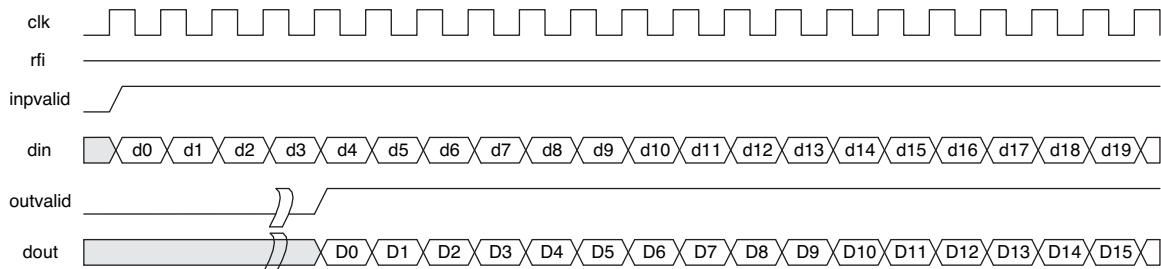 clk
rfi
inpvalid
din d0 d1 d2 d3 d4 d5 d6 d7 d8 d9 d10 d11 d12 d13 d14 d15 d16 d17 d18 d19
outvalid
dout D0 D1 D2 D3 D4 D5 D6 D7 D8 D9 D10 D11 D12 D13 D14 D15